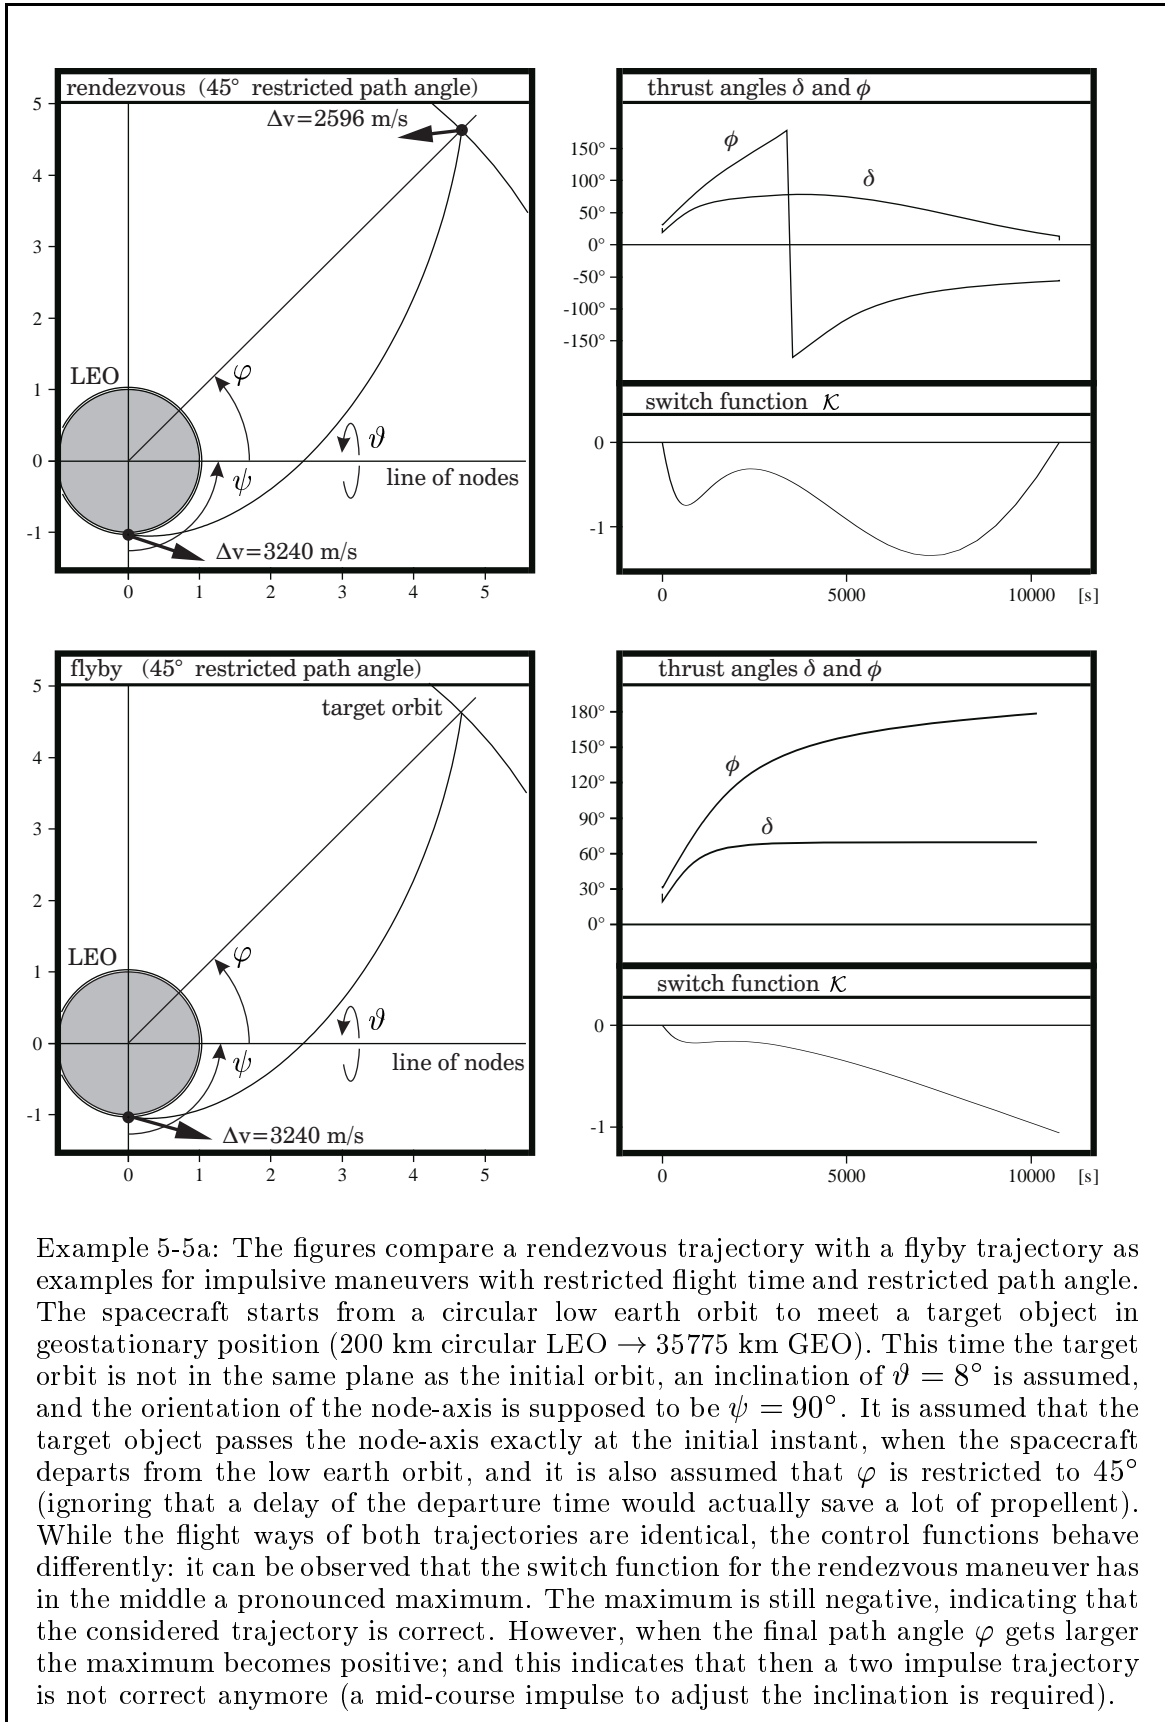 rendezvous (45° restricted path angle)
Δv=2596 m/s
5
4
3
2
1
0
-1
LEO
φ
ϑ
ψ
line of nodes
Δv=3240 m/s
0 1 2 3 4 5
thrust angles δ and ϕ
150°
100°
50°
0°
-50°
-100°
-150°
ϕ
δ
switch function 𝒦
0
-1
0 5000 10000 [s]
flyby (45° restricted path angle)
target orbit
5
4
3
2
1
0
-1
LEO
φ
ϑ
ψ
line of nodes
Δv=3240 m/s
0 1 2 3 4 5
thrust angles δ and ϕ
180°
150°
120°
90°
60°
30°
0°
ϕ
δ
switch function 𝒦
0
-1
0 5000 10000 [s]
Example 5-5a: The figures compare a rendezvous trajectory with a flyby trajectory as
examples for impulsive maneuvers with restricted flight time and restricted path angle.
The spacecraft starts from a circular low earth orbit to meet a target object in
geostationary position (200 km circular LEO → 35775 km GEO). This time the target
orbit is not in the same plane as the initial orbit, an inclination of ϑ = 8° is assumed,
and the orientation of the node-axis is supposed to be ψ = 90°. It is assumed that the
target object passes the node-axis exactly at the initial instant, when the spacecraft
departs from the low earth orbit, and it is also assumed that φ is restricted to 45°
(ignoring that a delay of the departure time would actually save a lot of propellent).
While the flight ways of both trajectories are identical, the control functions behave
differently: it can be observed that the switch function for the rendezvous maneuver has
in the middle a pronounced maximum. The maximum is still negative, indicating that
the considered trajectory is correct. However, when the final path angle φ gets larger
the maximum becomes positive; and this indicates that then a two impulse trajectory
is not correct anymore (a mid-course impulse to adjust the inclination is required).